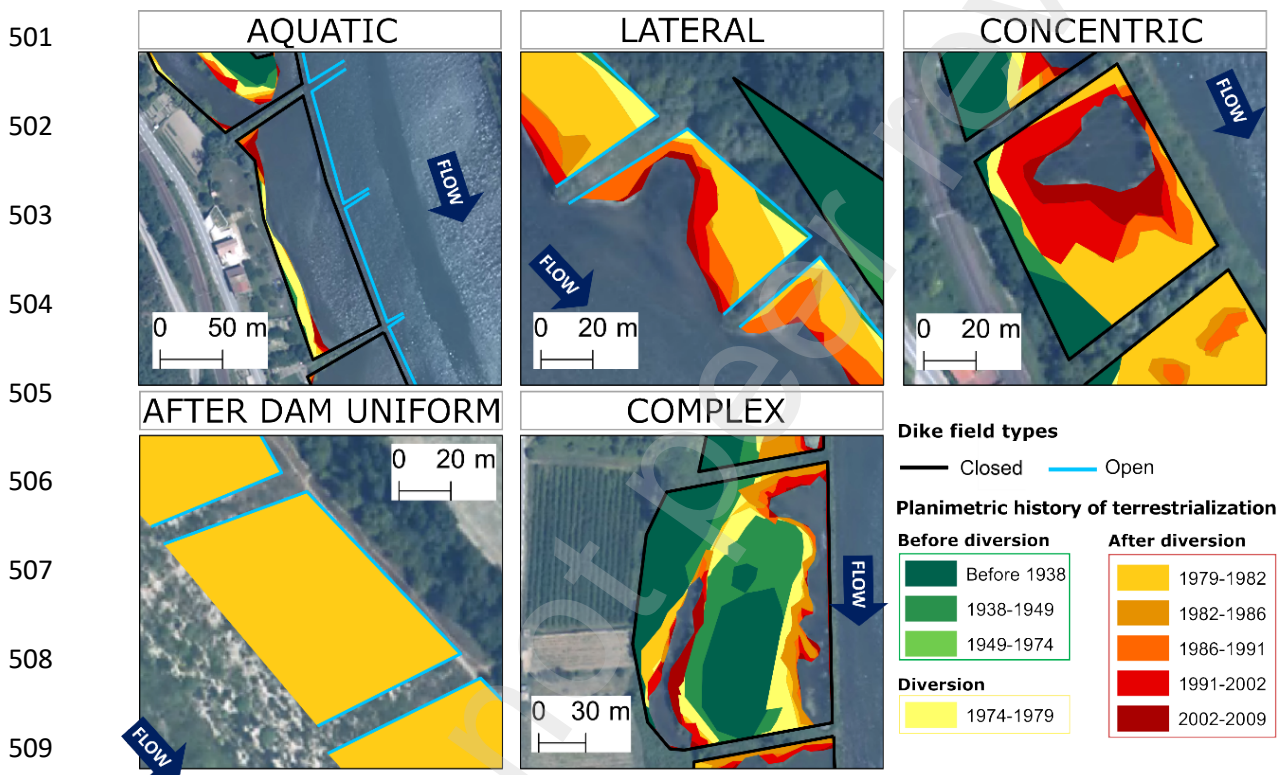 501
AQUATIC
LATERAL
CONCENTRIC
502
FLOW
FLOW
503
FLOW
504
0 50 m
0 20 m
0 20 m
505
AFTER DAM UNIFORM
COMPLEX
Dike field types
Closed
Open
506
0 20 m
Planimetric history of terrestrialization
Before diversion
After diversion
507
FLOW
Before 1938
1979-1982
1938-1949
1982-1986
1949-1974
1986-1991
508
Diversion
1991-2002
0 30 m
1974-1979
2002-2009
509
FLOW